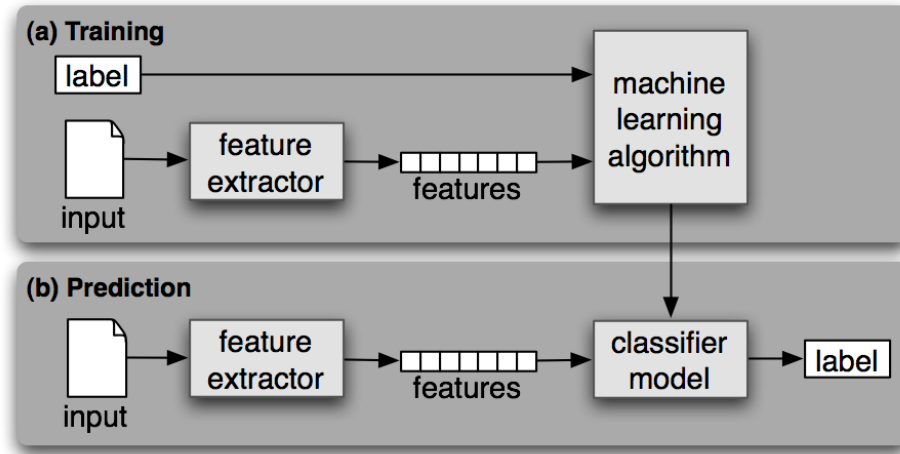 (a) Training
label
machine
learning
algorithm
feature
extractor
features
input
(b) Prediction
feature
extractor
features
classifier
model
label
input